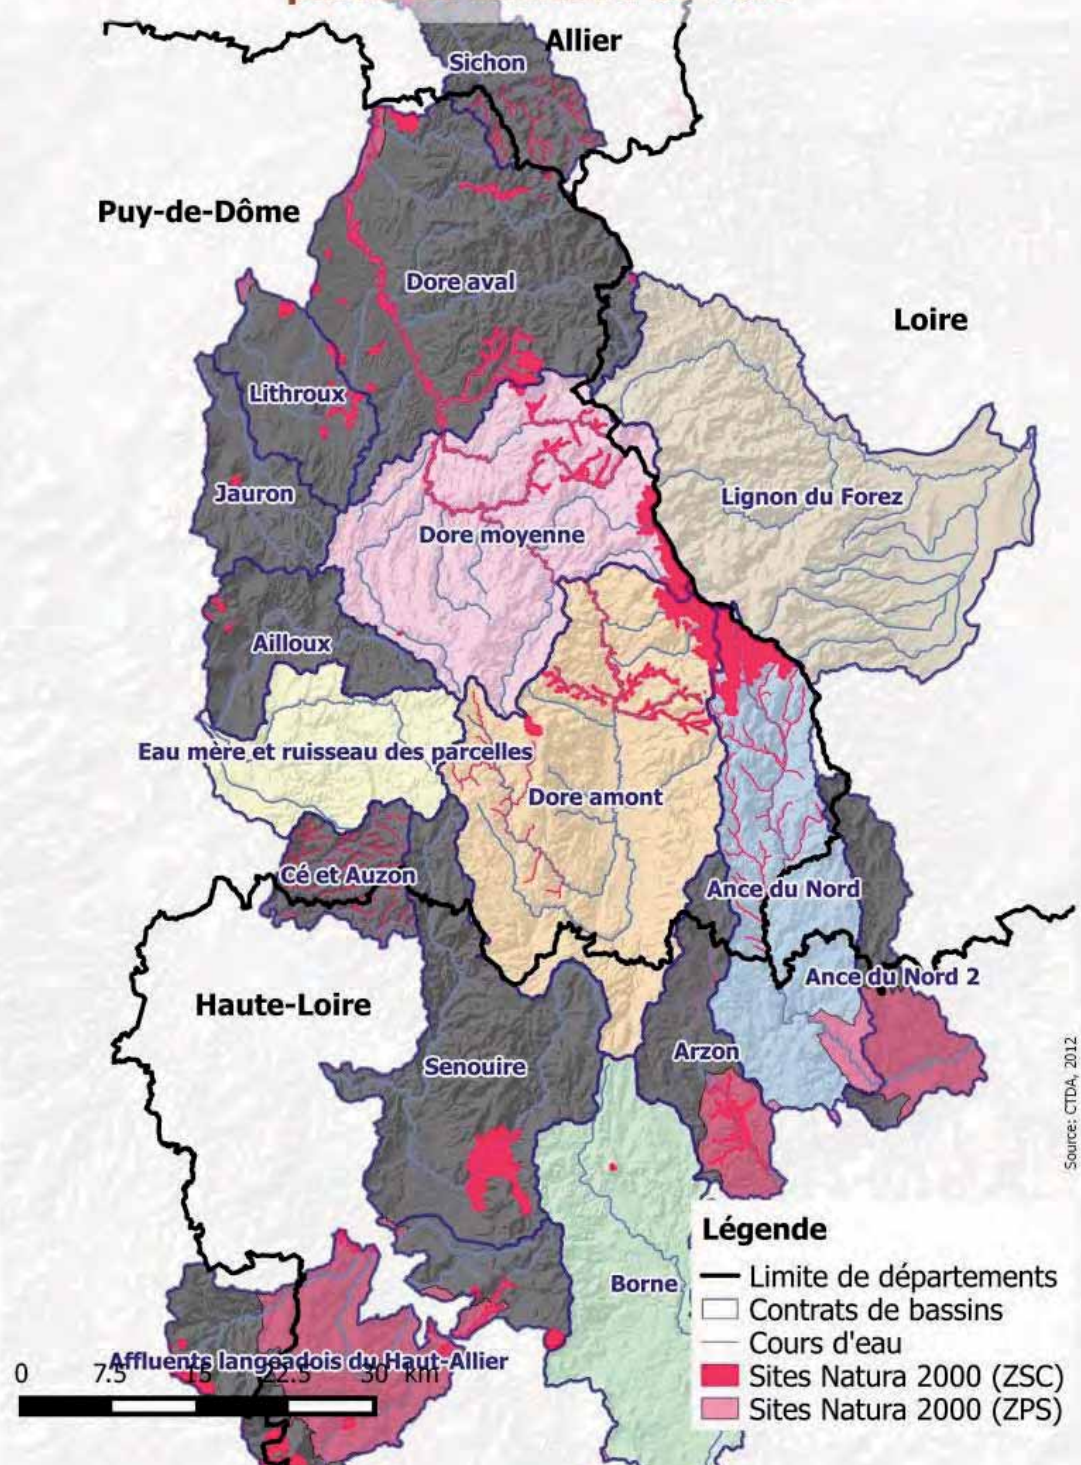 Allier
Sichon
Puy-de-Dôme
Dore aval
Loire
Lithroux
Jauron
Lignon du Forez
Dore moyenne
Ailloux
Eau mère et ruisseau des parcelles
Dore amont
Cé et Auzon
Ance du Nord
Ance du Nord 2
Haute-Loire
Arzon
Senouire
Source: CTDA, 2012
Légende
Limite de départements
Borne
Contrats de bassins
Cours d'eau
Affluents langeadois du Haut-Allier
0 7.5 15 22.5 30 km
Sites Natura 2000 (ZSC)
Sites Natura 2000 (ZPS)